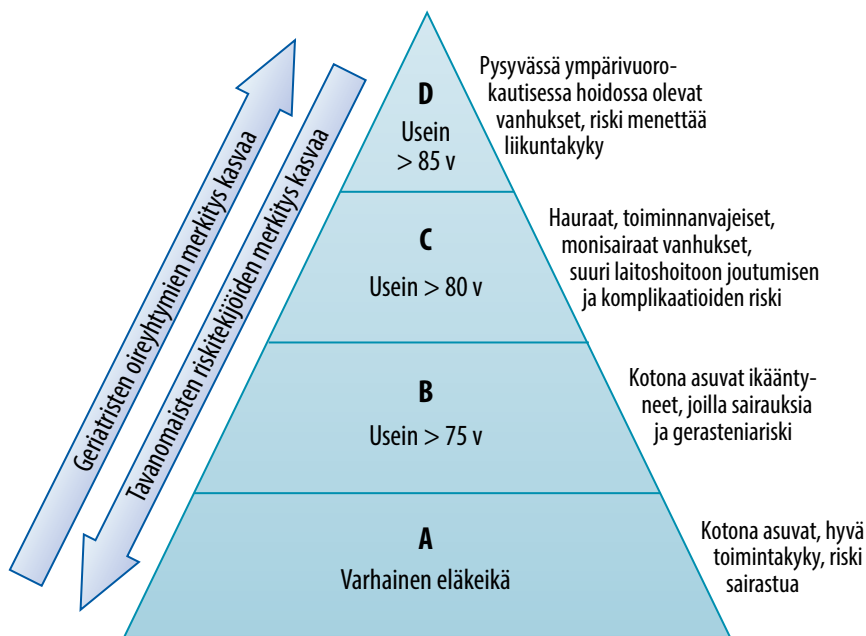 Geriatristen oireyhtymien merkitys kasvaa
Tavanomaisten riskitekijöiden merkitys kasvaa
D
Usein
> 85 v
Pysyvässä ympärivuoro-
kautisessa hoidossa olevat
vanhukset, riski menettää
liikuntakyky
C
Usein > 80 v
Hauraat, toiminnanvajeiset,
monisairaat vanhukset,
suuri laitoshoitoon joutumisen
ja komplikaatioiden riski
B
Usein > 75 v
Kotona asuvat ikäänty-
neet, joilla sairauksia
ja gerasteniariski
A
Varhainen eläkeikä
Kotona asuvat, hyvä
toimintakyky, riski
sairastua